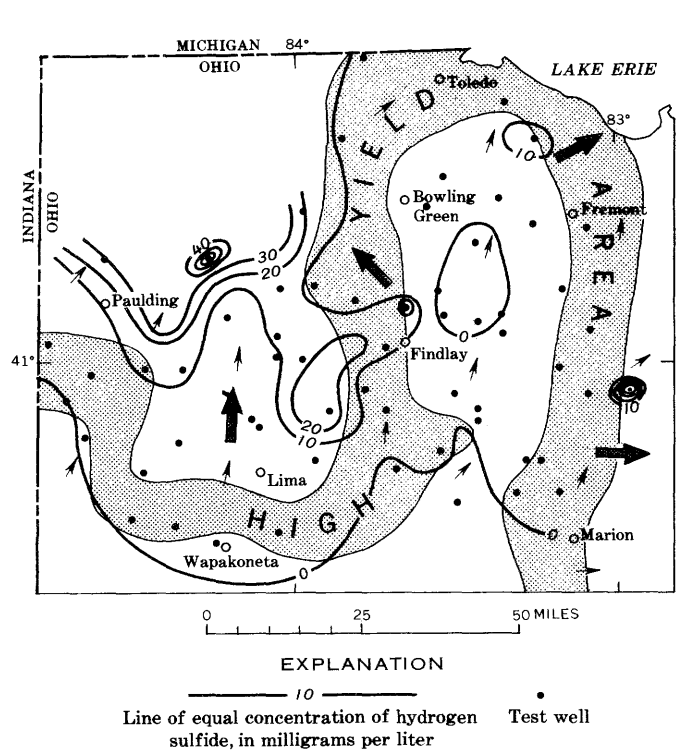 MICHIGAN
OHIO
84°
LAKE ERIE
Toledo
83°
INDIANA
OHIO
YIELD
10
Bowling
Green
Fremont
AREA
40
30
20
Paulding
0
Findlay
41°
10
20
10
Lima
HIGH
Marion
0
Wapakoneta
0
0 25 50 MILES
EXPLANATION
10
Line of equal concentration of hydrogen
sulfide, in milligrams per liter
Test well